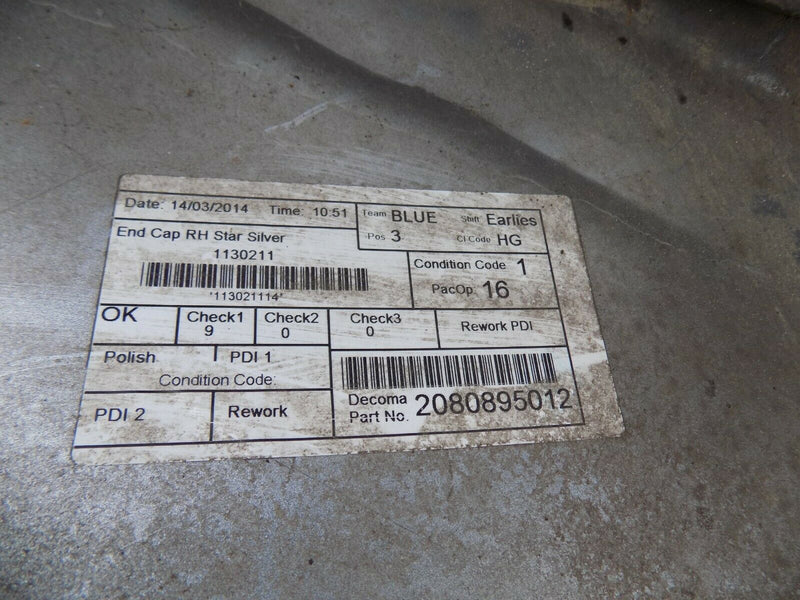 Date: 14/03/2014 Time: 10:51
Team BLUE Shift Earlies
Pos 3 Cl Code HG
End Cap RH Star Silver
1130211
'113021114'
Condition Code 1
PacOp: 16
OK
Check1
9
Check2
0
Check3
0
Rework PDI
Polish
PDI 1
Condition Code:
PDI 2
Rework
Decoma
Part No. 2080895012